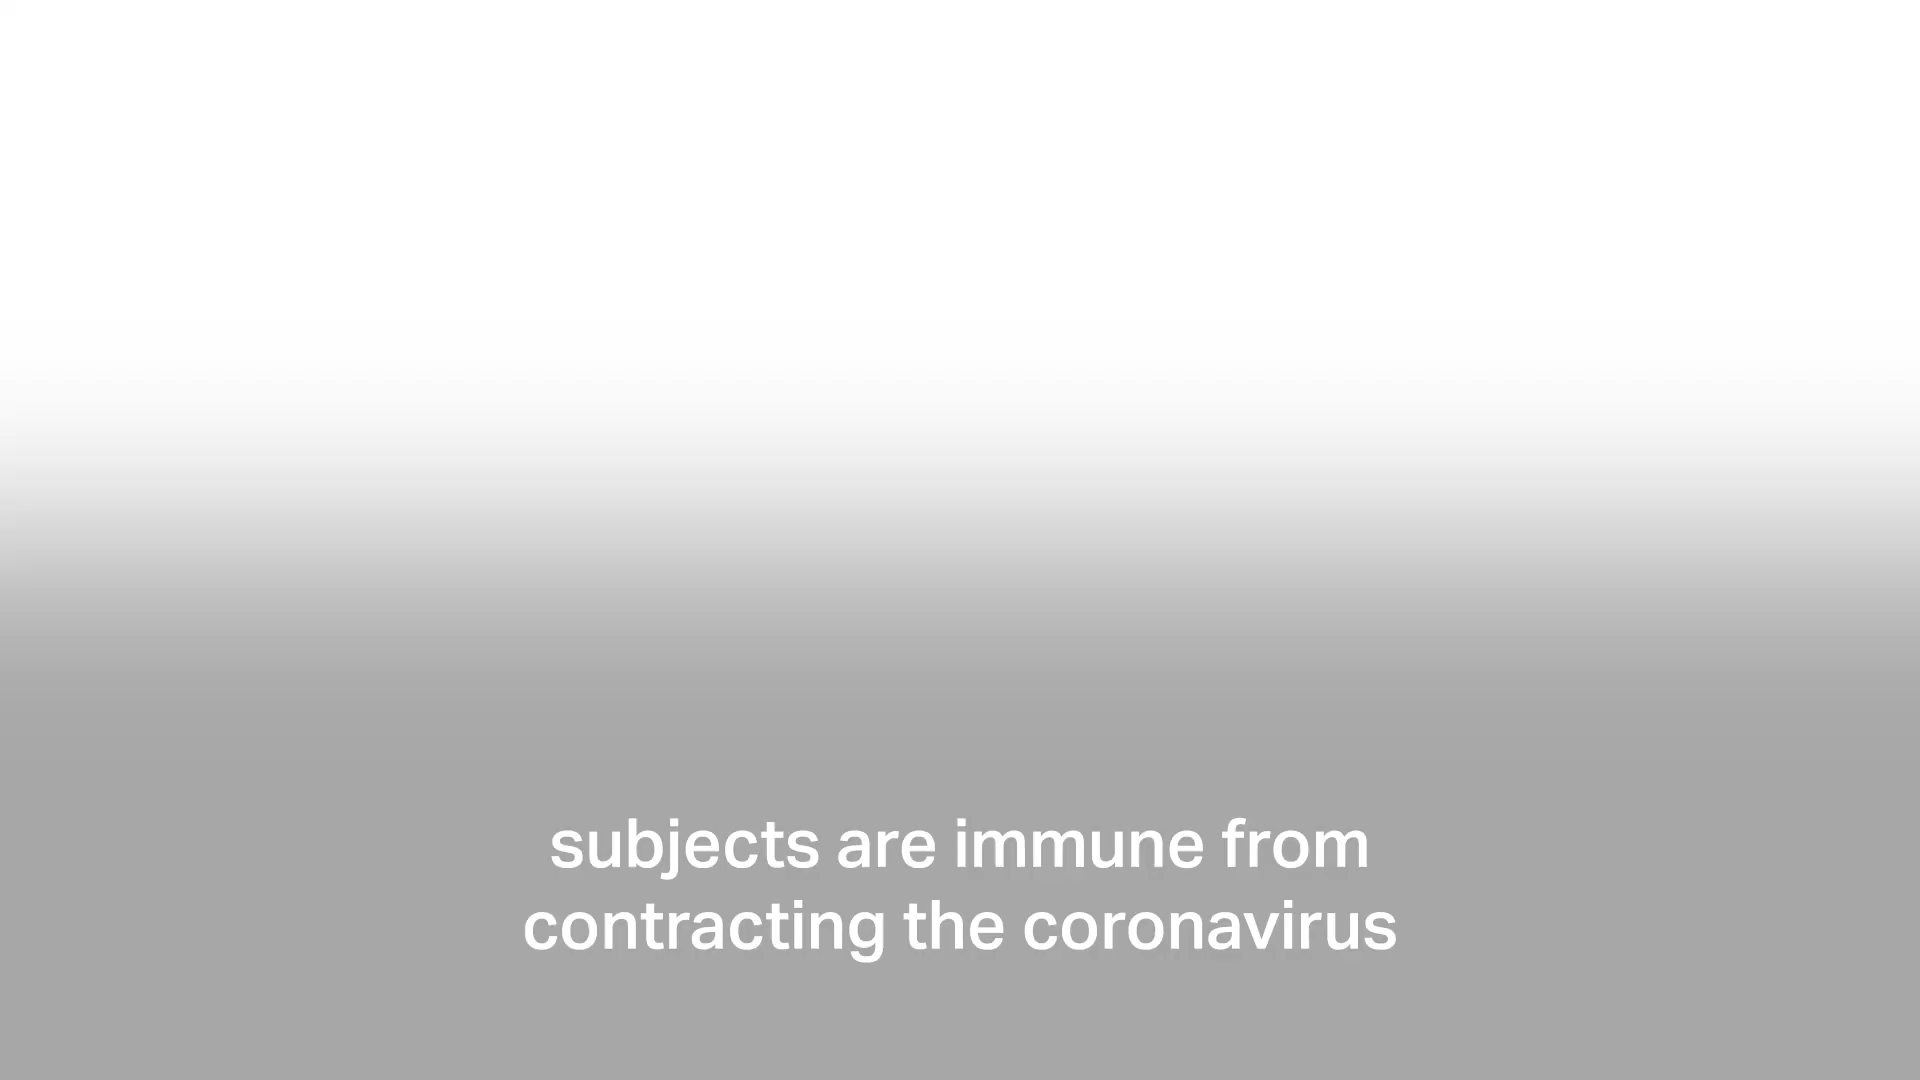 subjects are immune from
contracting the coronavirus